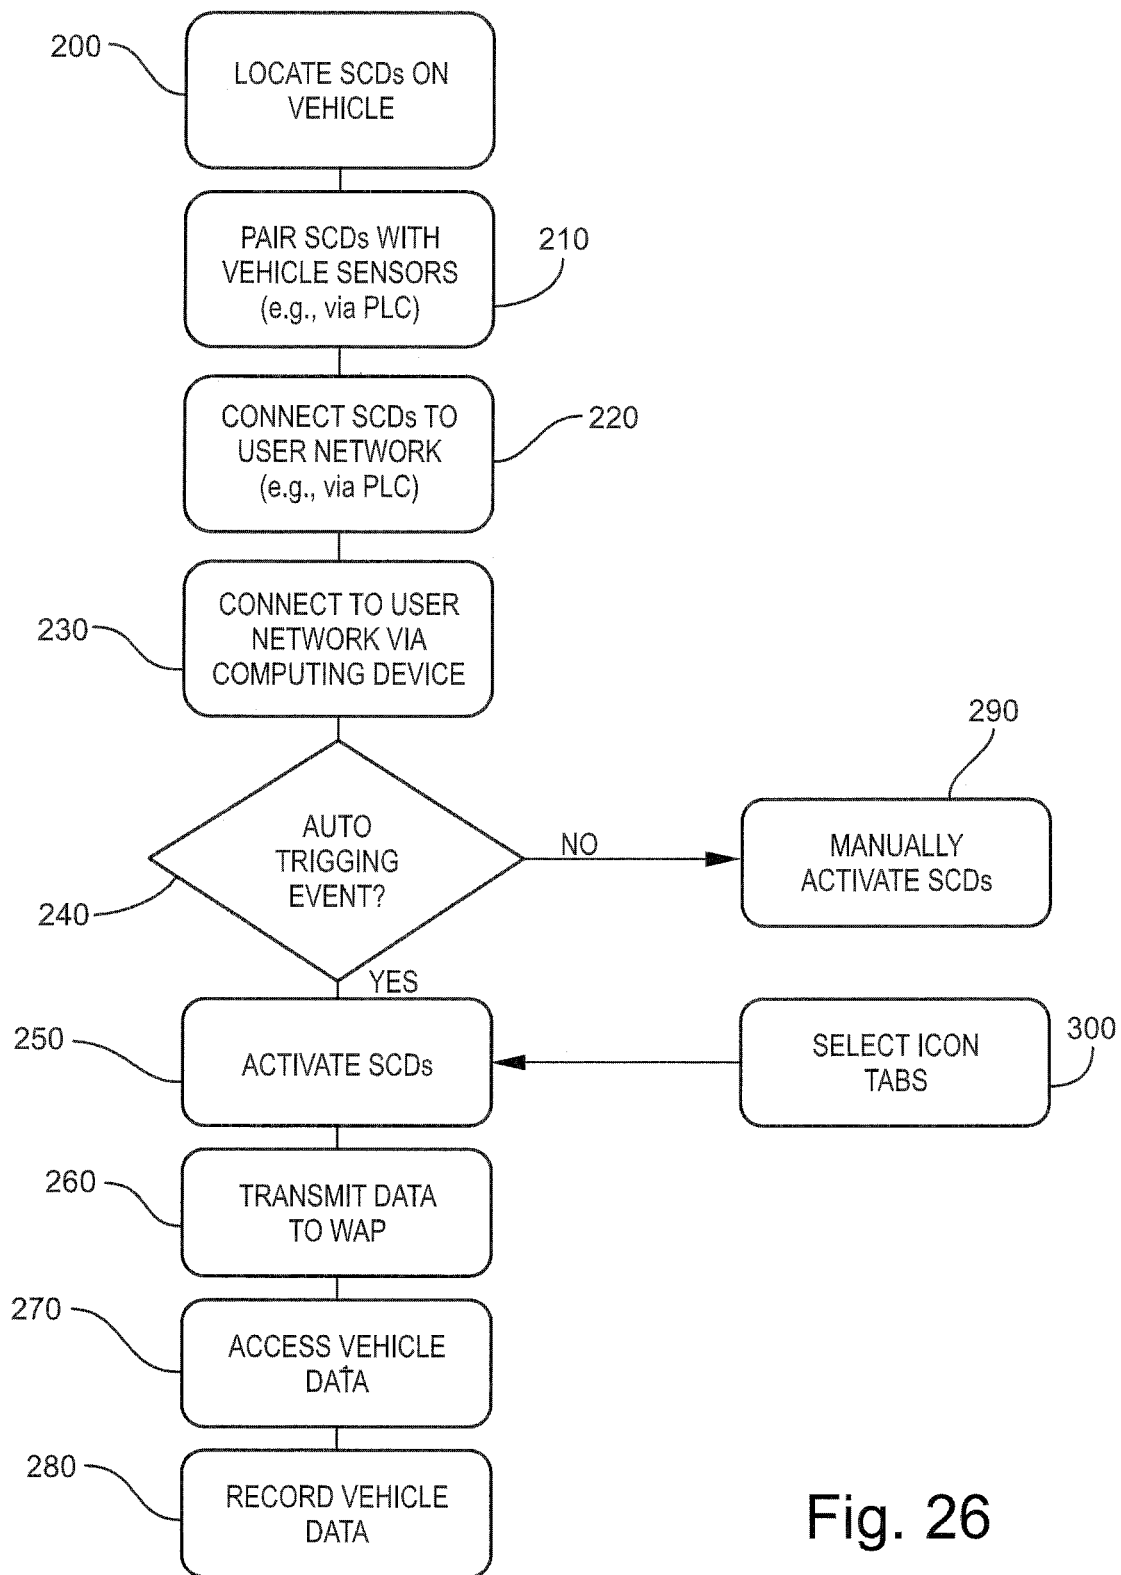 200
LOCATE SCDs ON
VEHICLE
PAIR SCDs WITH
VEHICLE SENSORS
(e.g., via PLC)
210
CONNECT SCDs TO
USER NETWORK
(e.g., via PLC)
220
230
CONNECT TO USER
NETWORK VIA
COMPUTING DEVICE
240
AUTO
TRIGGING
EVENT?
NO
290
MANUALLY
ACTIVATE SCDs
YES
250
ACTIVATE SCDs
SELECT ICON
TABS
300
260
TRANSMIT DATA
TO WAP
270
ACCESS VEHICLE
DATA
280
RECORD VEHICLE
DATA
Fig. 26